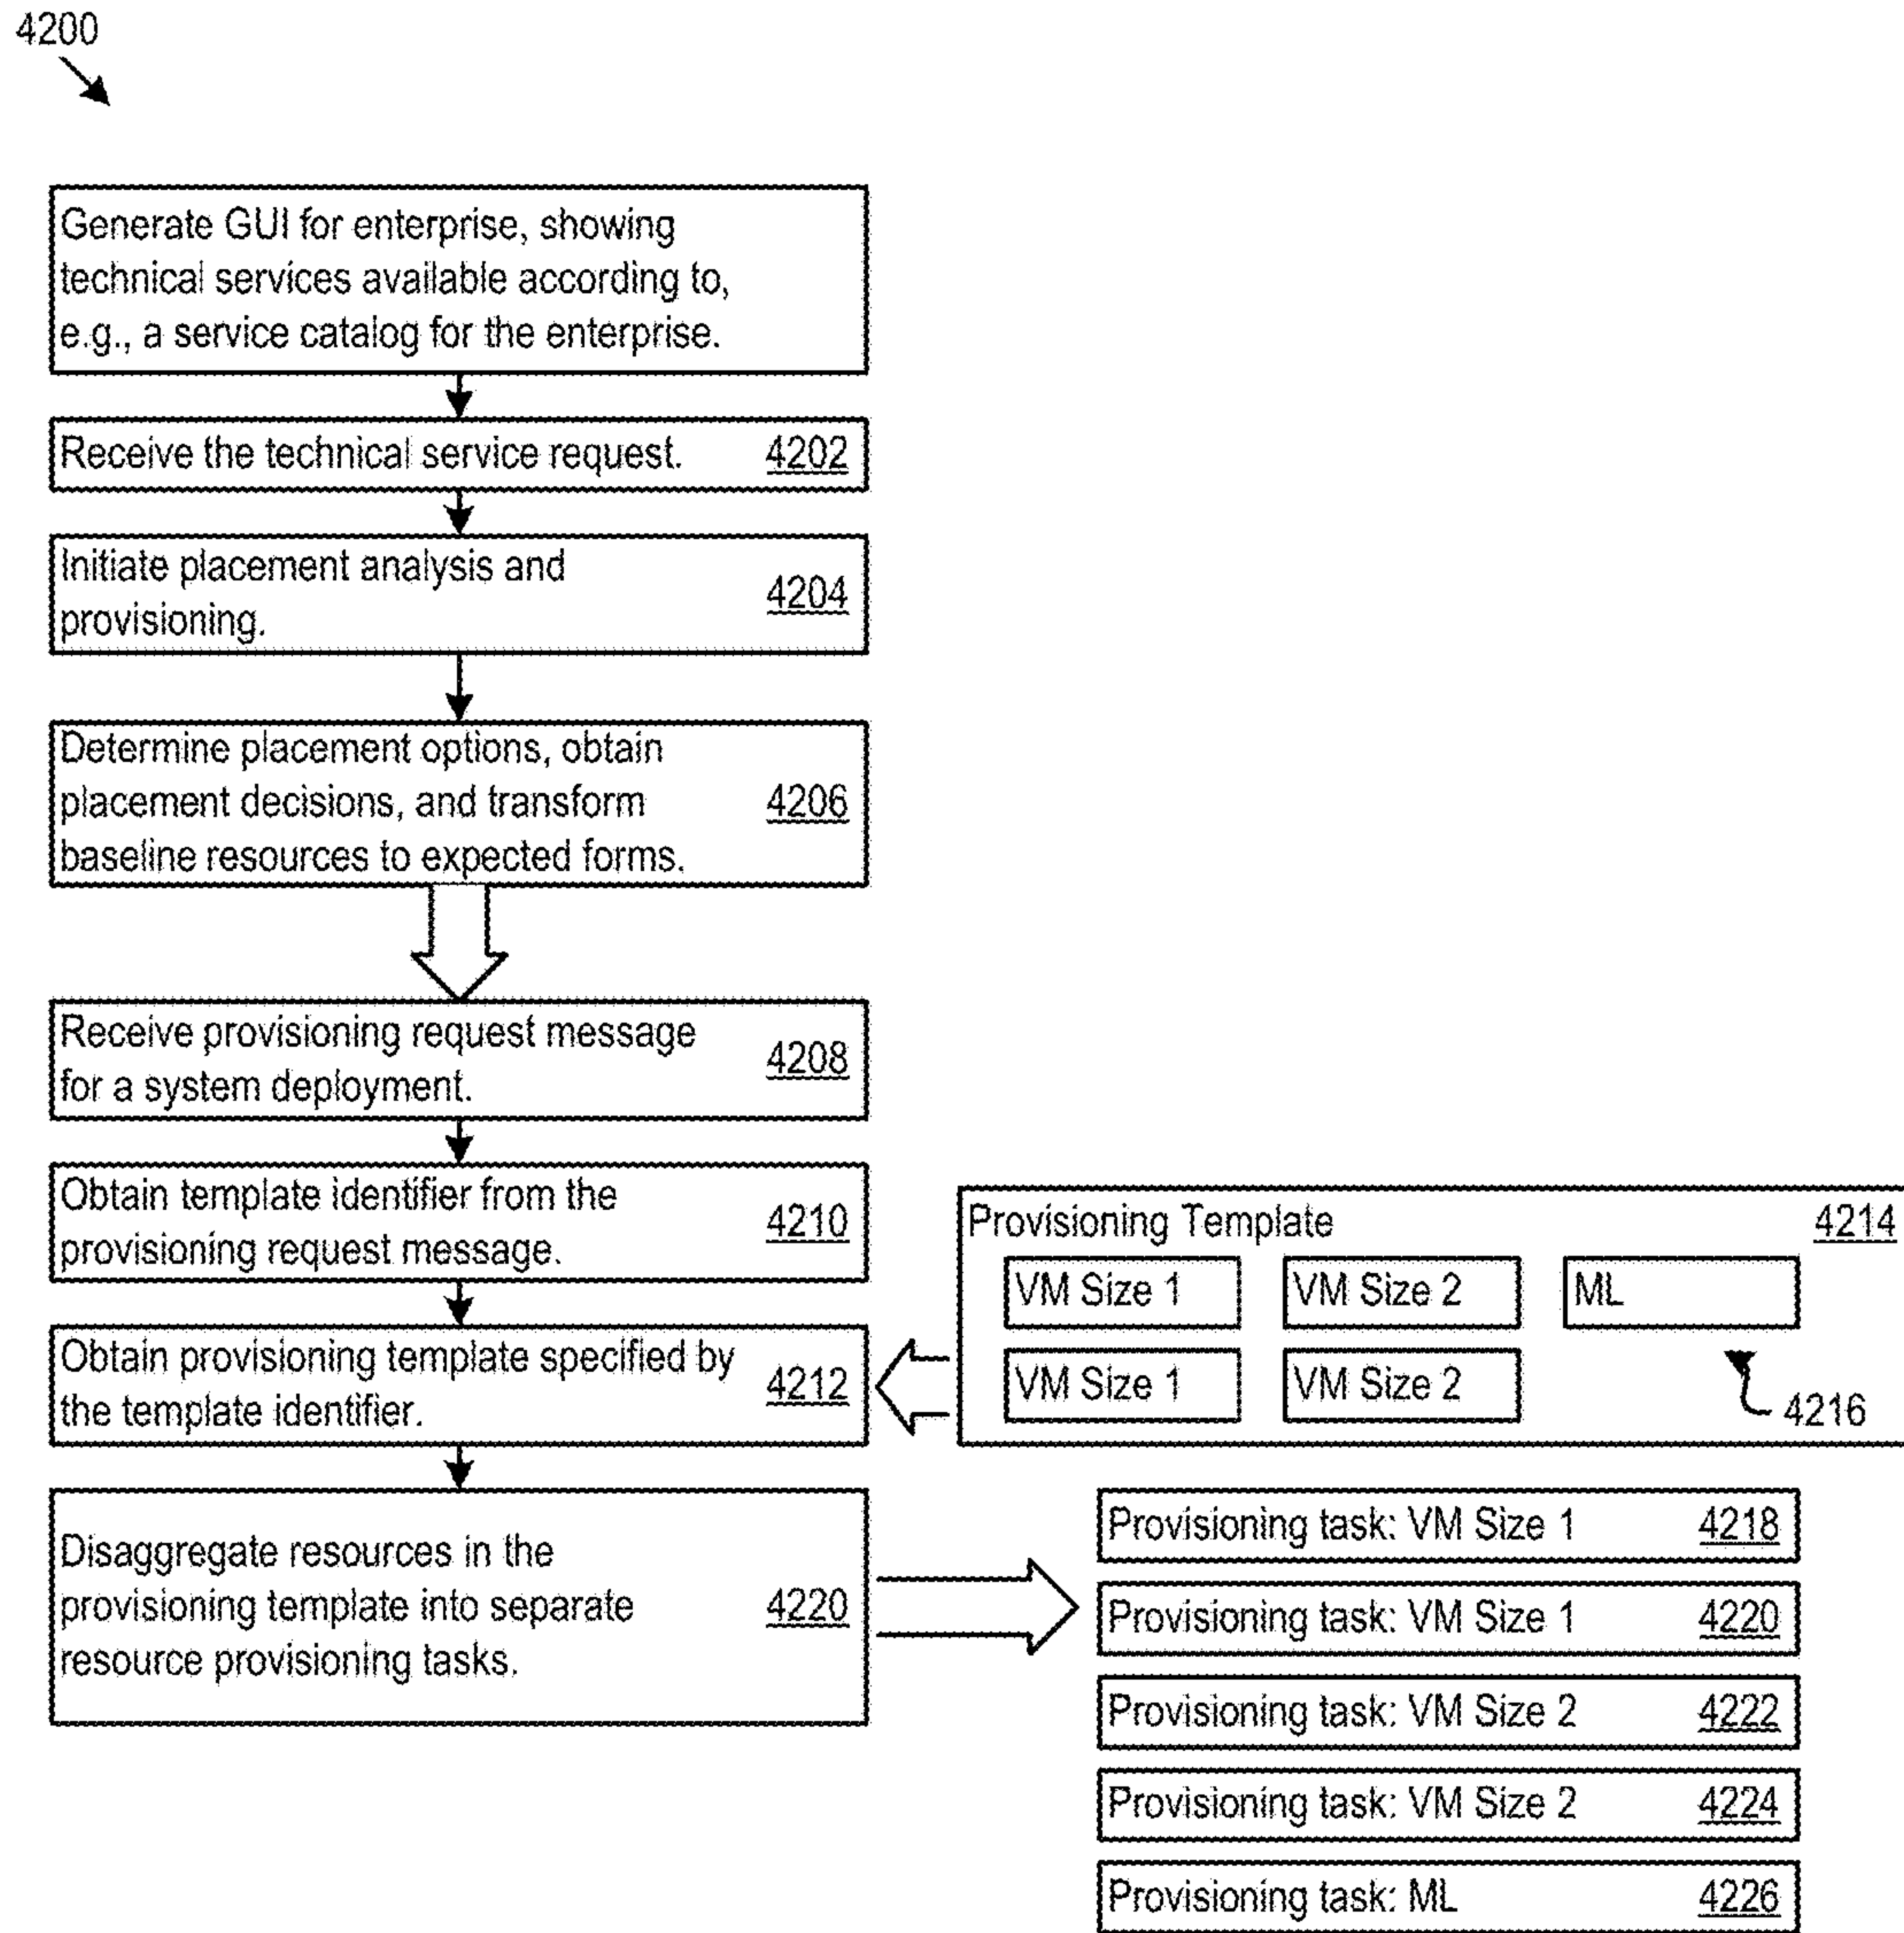 4200
Generate GUI for enterprise, showing
technical services available according to,
e.g., a service catalog for the enterprise.
Receive the technical service request. 4202
Initiate placement analysis and
provisioning. 4204
Determine placement options, obtain
placement decisions, and transform 4206
baseline resources to expected forms.
Receive provisioning request message
for a system deployment. 4208
Obtain template identifier from the
provisioning request message. 4210
Obtain provisioning template specified by
the template identifier. 4212
Provisioning Template 4214
VM Size 1 VM Size 2 ML
VM Size 1 VM Size 2
4216
Disaggregate resources in the
provisioning template into separate 4220
resource provisioning tasks.
Provisioning task: VM Size 1 4218
Provisioning task: VM Size 1 4220
Provisioning task: VM Size 2 4222
Provisioning task: VM Size 2 4224
Provisioning task: ML 4226